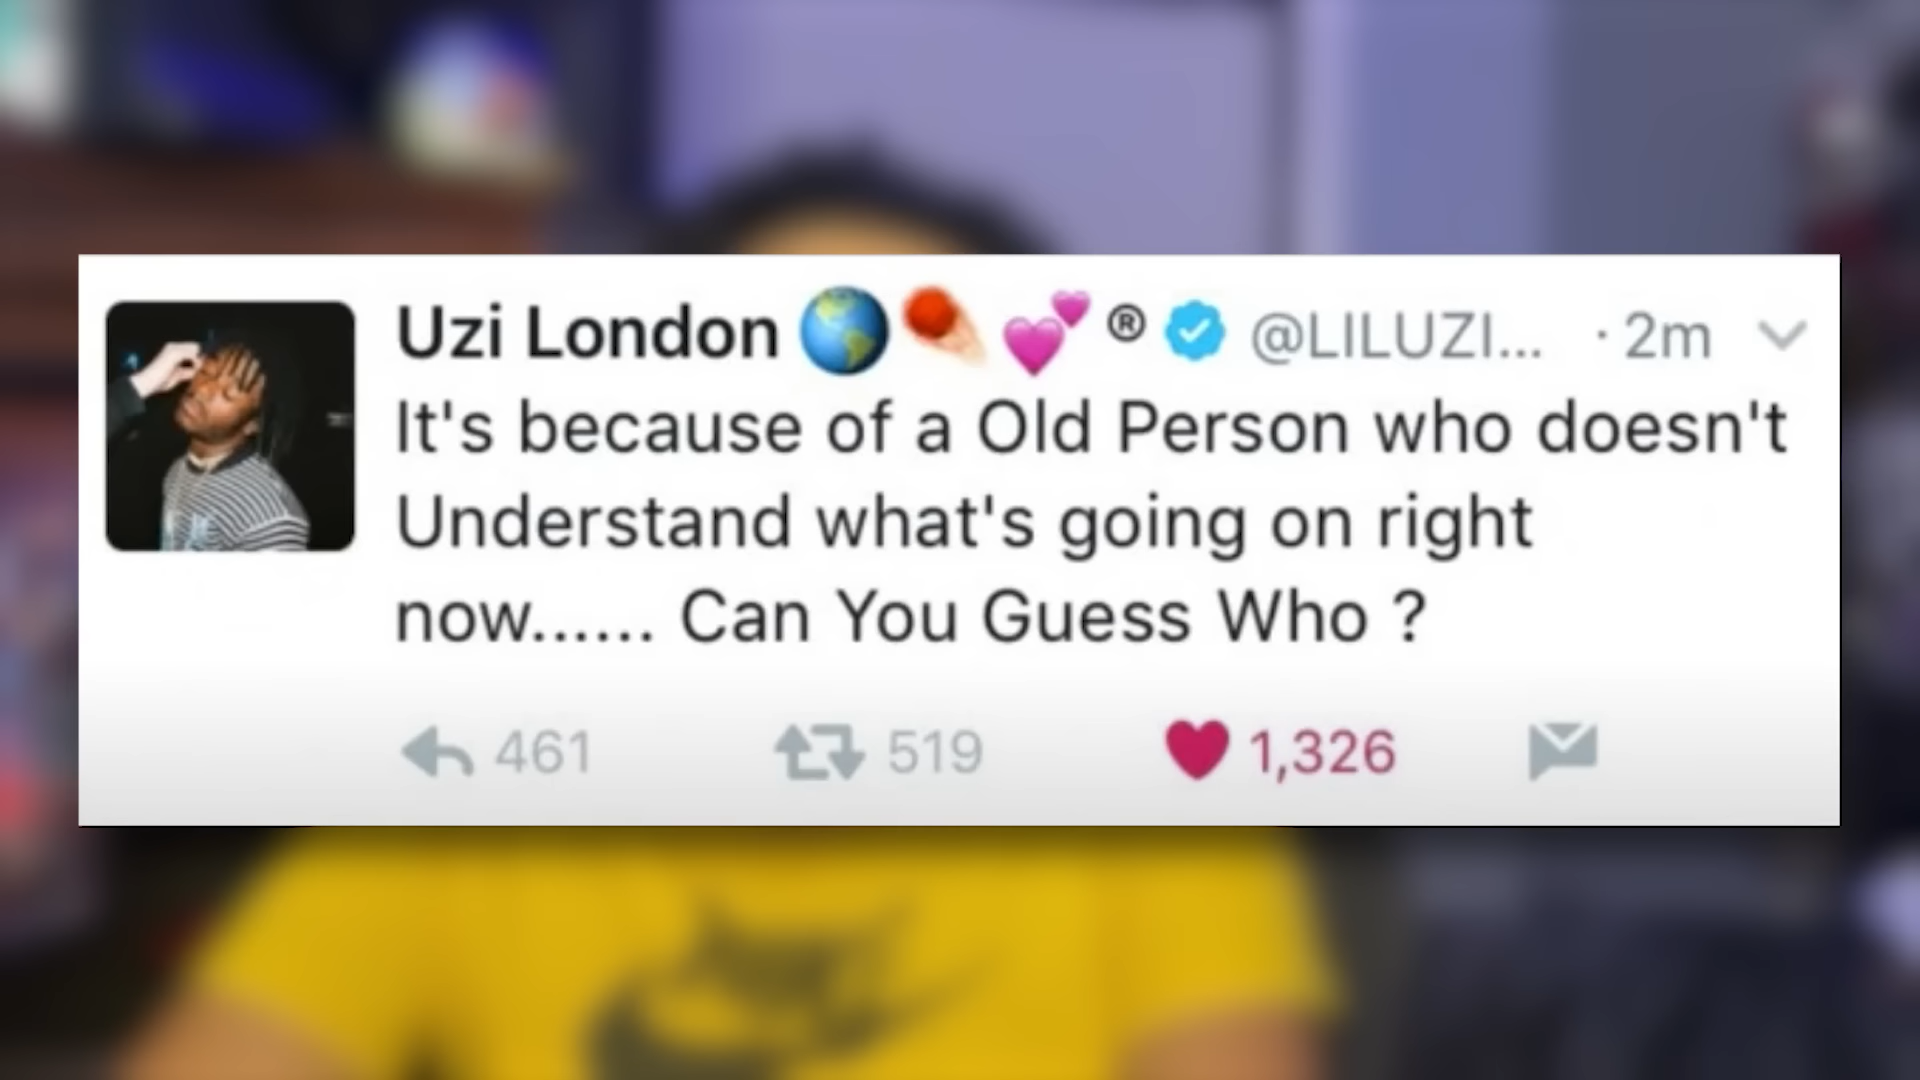 Uzi London 🌎☄️💕® @LILUZI... · 2m
It's because of a Old Person who doesn't
Understand what's going on right
now...... Can You Guess Who ?
461 519 1,326